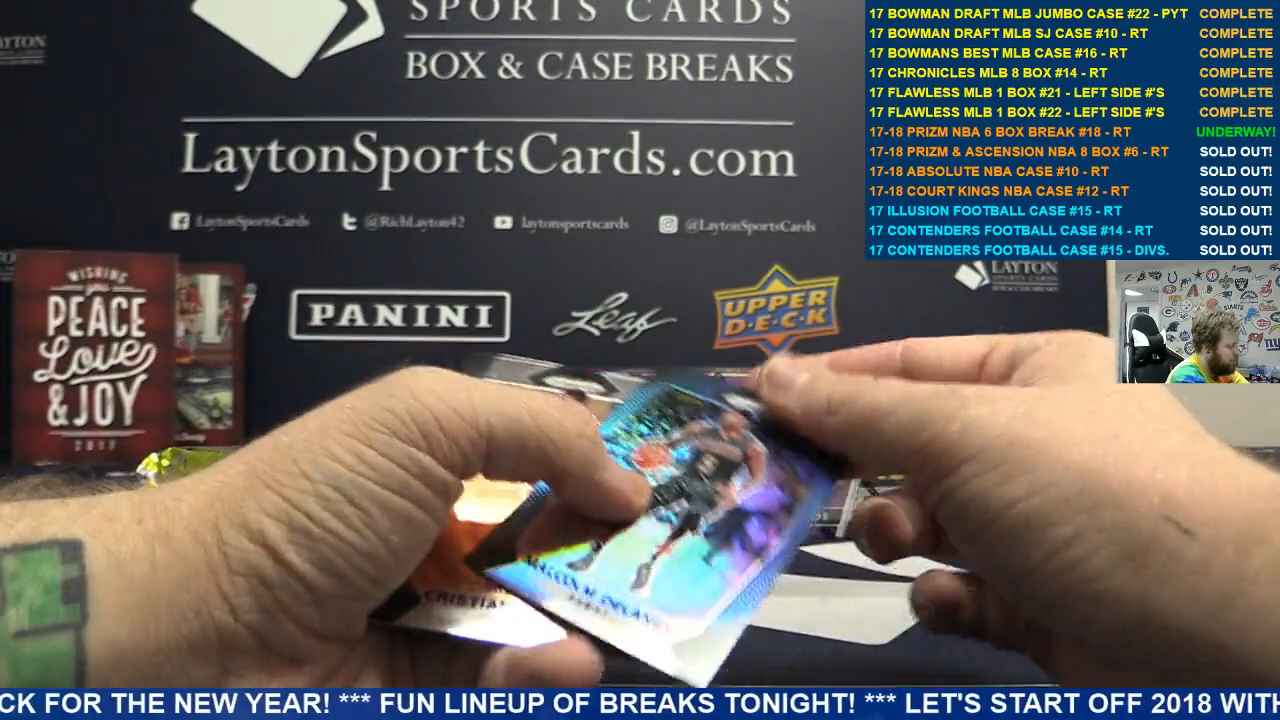 SPORTS CARDS
BOX & CASE BREAKS
LaytonSportsCards.com
LaytonSportsCards
@RichLayton42
laytonsportscards
@LaytonSportsCards
PANINI
Leaf
UPPER
D·E·C·K
LAYTON
WISHING
you
PEACE
Love
& JOY
2017
CRISTIA
17 BOWMAN DRAFT MLB JUMBO CASE #22 - PYT COMPLETE
17 BOWMAN DRAFT MLB SJ CASE #10 - RT COMPLETE
17 BOWMANS BEST MLB CASE #16 - RT COMPLETE
17 CHRONICLES MLB 8 BOX #14 - RT COMPLETE
17 FLAWLESS MLB 1 BOX #21 - LEFT SIDE #'S COMPLETE
17 FLAWLESS MLB 1 BOX #22 - LEFT SIDE #'S COMPLETE
17-18 PRIZM NBA 6 BOX BREAK #18 - RT UNDERWAY!
17-18 PRIZM & ASCENSION NBA 8 BOX #6 - RT SOLD OUT!
17-18 ABSOLUTE NBA CASE #10 - RT SOLD OUT!
17-18 COURT KINGS NBA CASE #12 - RT SOLD OUT!
17 ILLUSION FOOTBALL CASE #15 - RT SOLD OUT!
17 CONTENDERS FOOTBALL CASE #14 - RT SOLD OUT!
17 CONTENDERS FOOTBALL CASE #15 - DIVS. SOLD OUT!
CK FOR THE NEW YEAR! *** FUN LINEUP OF BREAKS TONIGHT! *** LET'S START OFF 2018 WITH